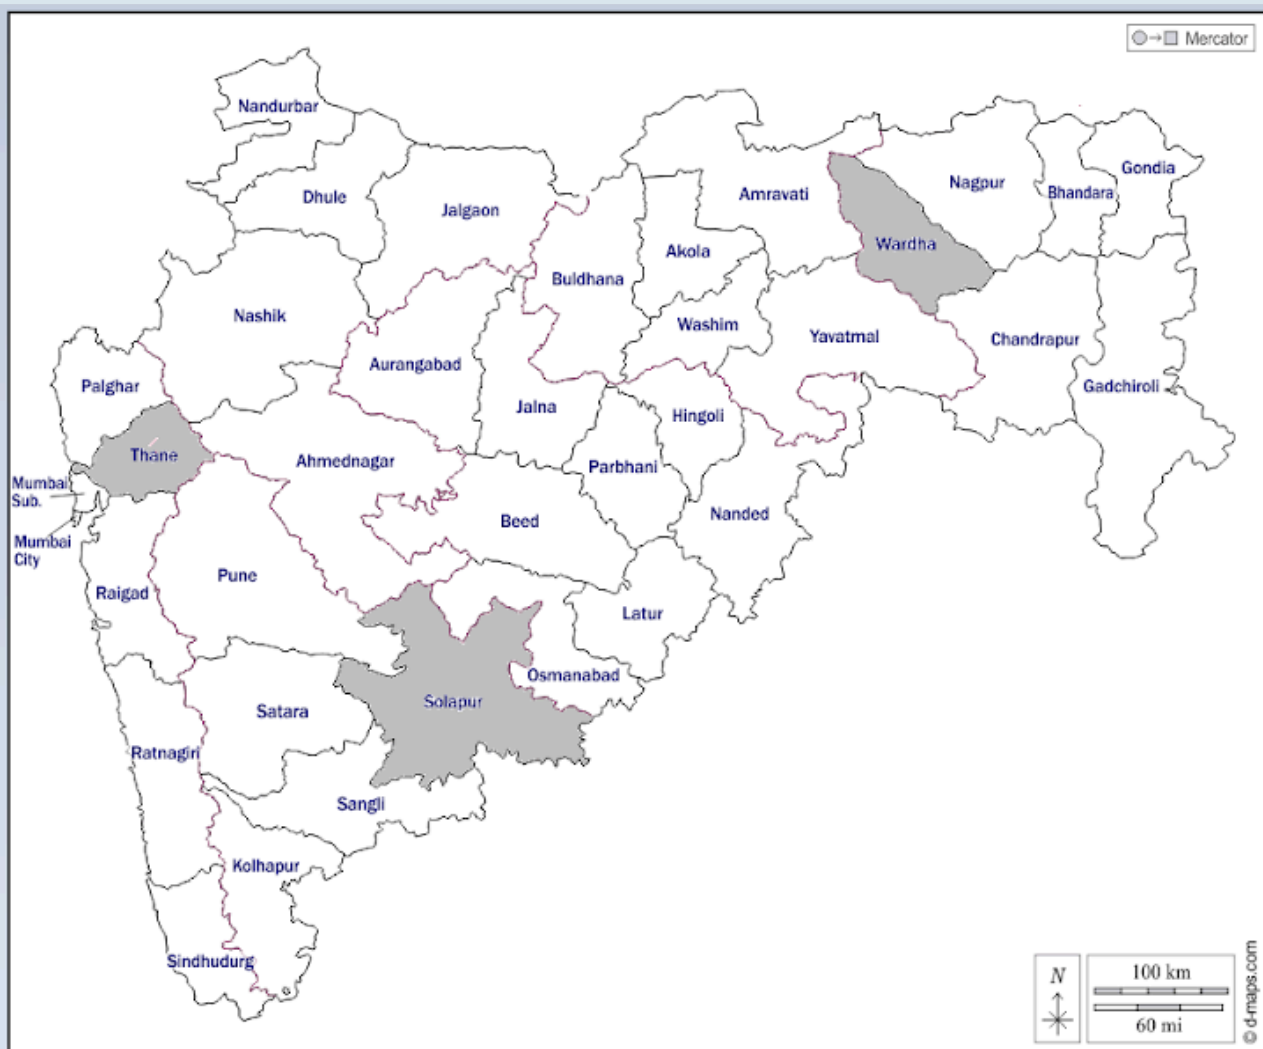 Mercator
Nandurbar
Gondia
Nagpur
Bhandara
Dhule
Amravati
Jalgaon
Wardha
Akola
Buldhana
Nashik
Washim
Yavatmal
Chandrapur
Aurangabad
Palghar
Gadchiroli
Jalna
Hingoli
Thane
Ahmednagar
Parbhani
Mumbai
Sub.
Nanded
Beed
Mumbai
City
Pune
Raigad
Latur
Osmanabad
Solapur
Satara
Ratnagiri
Sangli
Kolhapur
Sindhudurg
N
100 km
60 mi
© d-maps.com